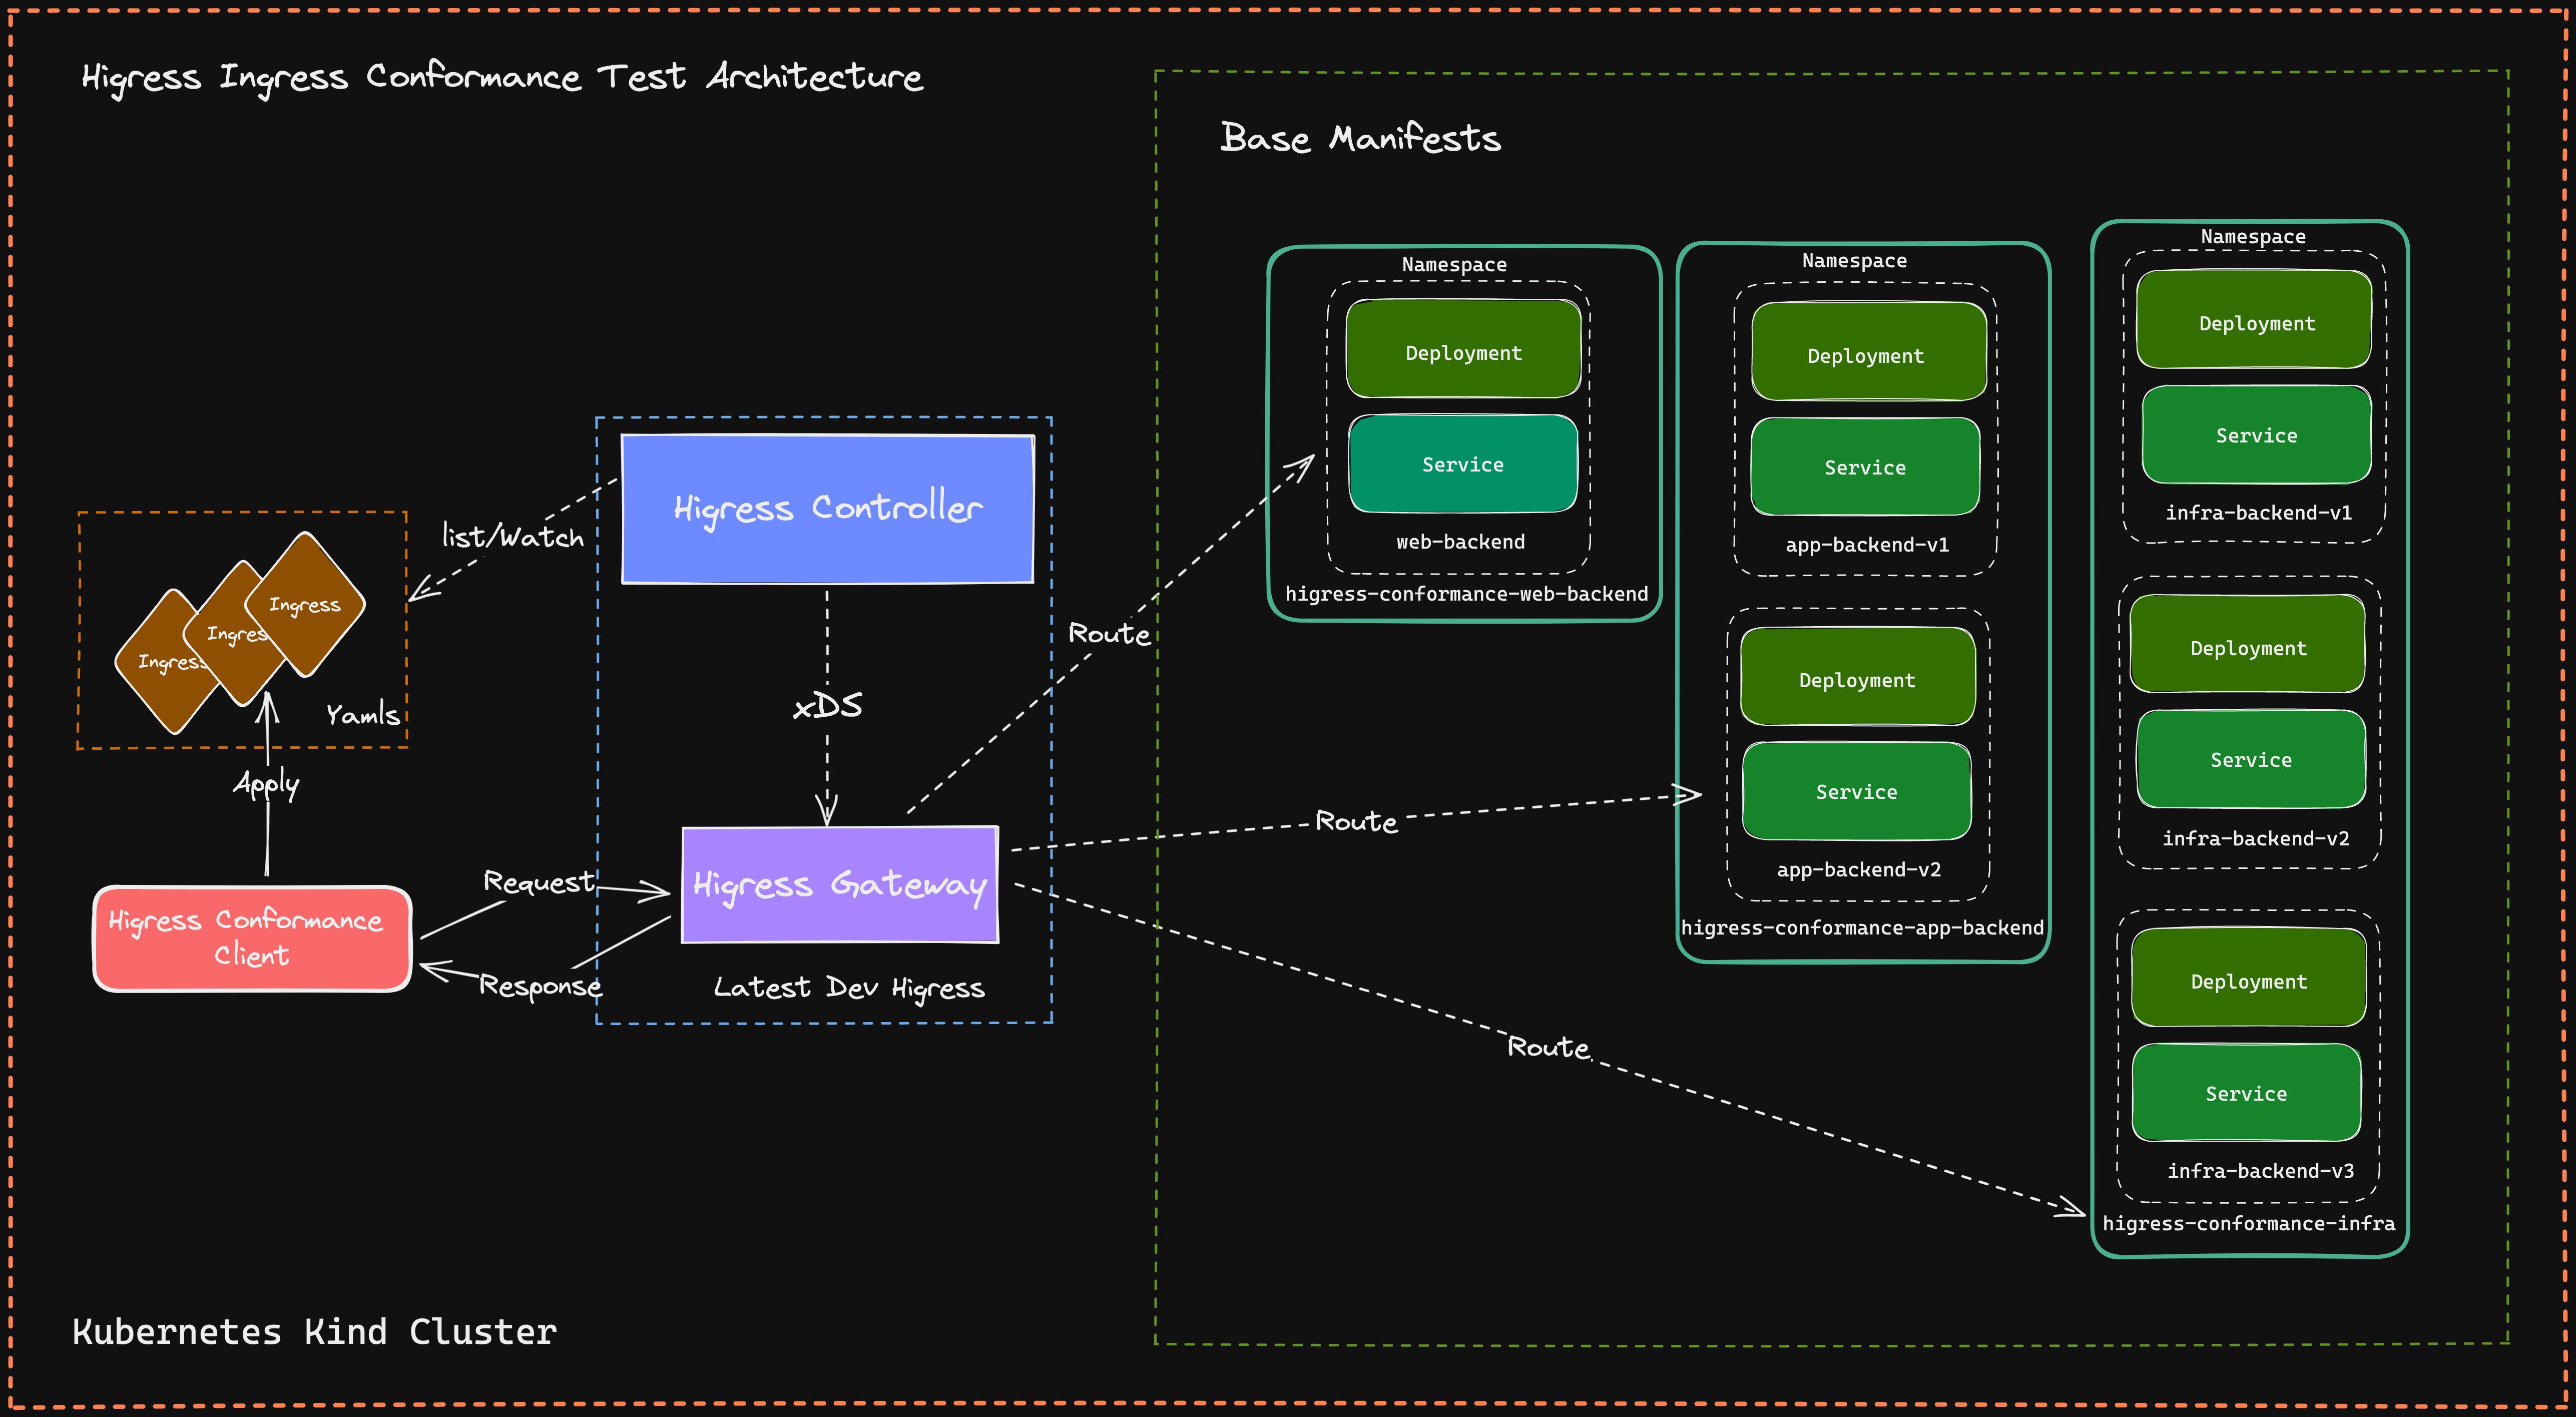 Higress Ingress Conformance Test Architecture
Base Manifests
Namespace
Deployment
Service
web-backend
higress-conformance-web-backend
Namespace
Deployment
Service
app-backend-v1
Deployment
Service
app-backend-v2
higress-conformance-app-backend
Namespace
Deployment
Service
infra-backend-v1
Deployment
Service
infra-backend-v2
Deployment
Service
infra-backend-v3
higress-conformance-infra
Higress Controller
list/Watch
Ingress
Ingres
Ingress
Yamls
xDS
Route
Apply
Route
Request
Higress Gateway
Higress Conformance
Client
Response
Latest Dev Higress
Route
Kubernetes Kind Cluster